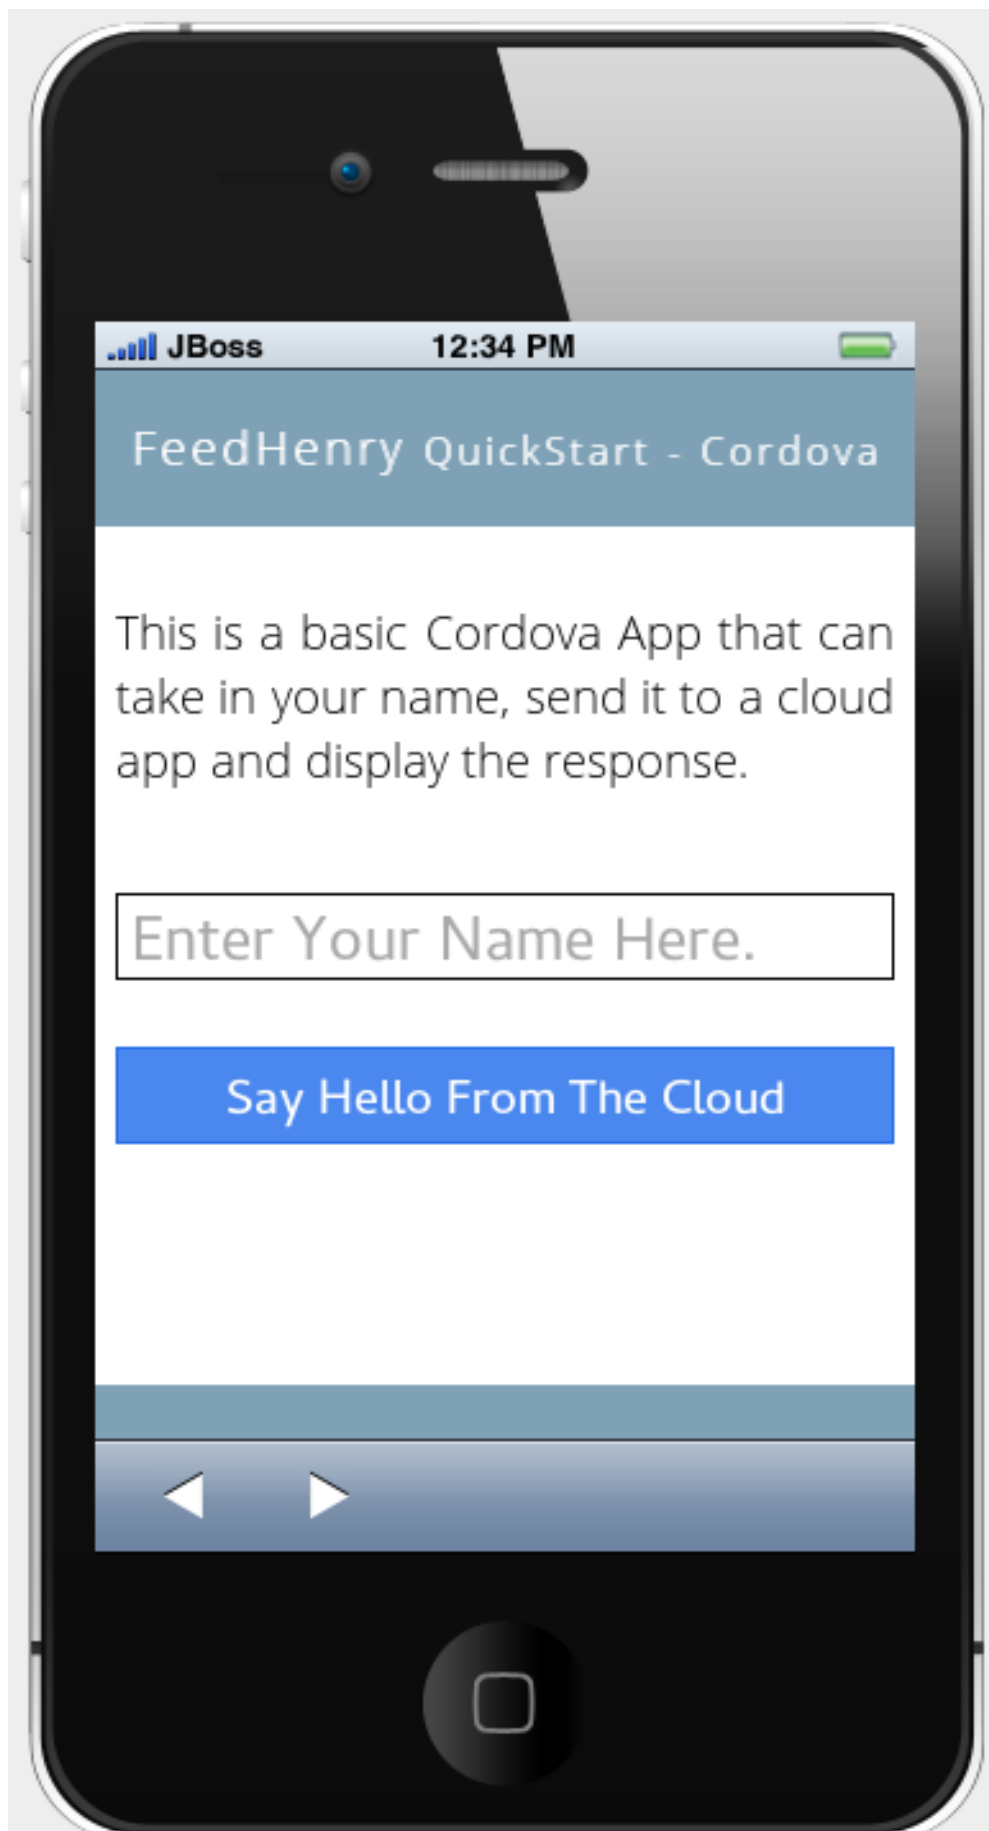 JBoss 12:34 PM
FeedHenry QuickStart - Cordova
This is a basic Cordova App that can
take in your name, send it to a cloud
app and display the response.
Enter Your Name Here.
Say Hello From The Cloud